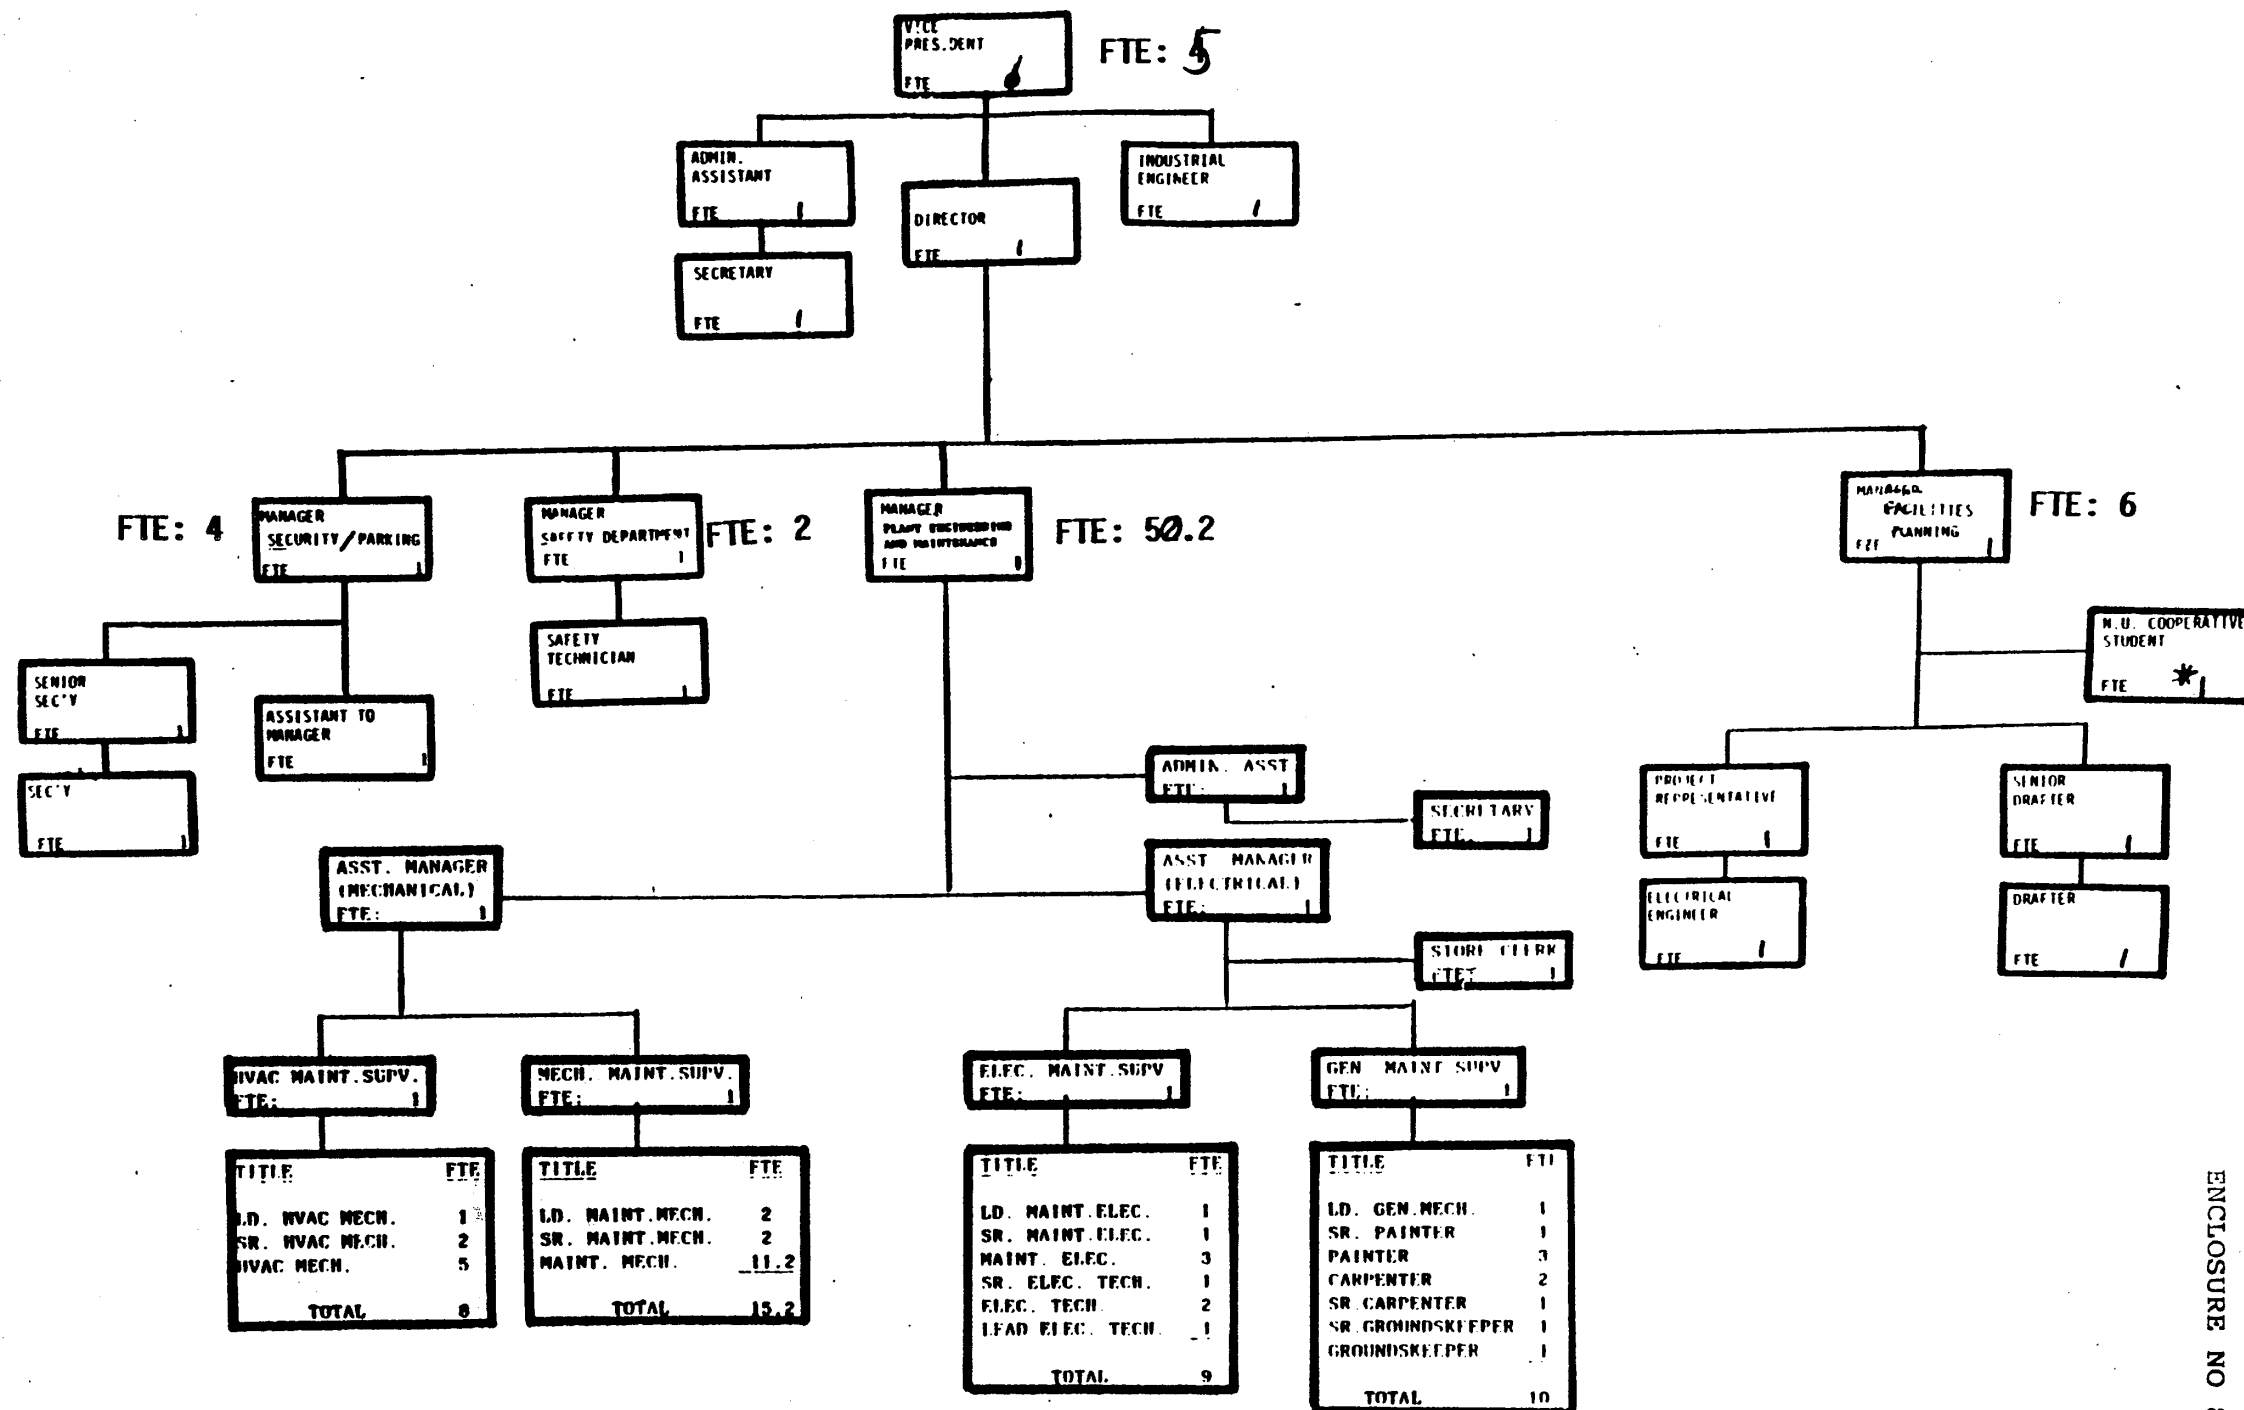 VICE
PRES.DENT
FTE
FTE: 5
ADMIN.
ASSISTANT
FTE 1
INDUSTRIAL
ENGINEER
FTE 1
DIRECTOR
FTE 1
SECRETARY
FTE 1
FTE: 4
MANAGER
SECURITY/PARKING
FTE 1
MANAGER
SAFETY DEPARTMENT
FTE 1
FTE: 2
MANAGER
PLANT ENGINEERING
AND MAINTENANCE
FTE 1
FTE: 50.2
MANAGER
FACILITIES
PLANNING
FTE 1
FTE: 6
SENIOR
SEC'Y
FTE 1
ASSISTANT TO
MANAGER
FTE 1
SEC'Y
FTE 1
SAFETY
TECHNICIAN
FTE 1
N.U. COOPERATIVE
STUDENT
FTE *1
ADMIN. ASST
FTE: 1
SECRETARY
FTE. 1
PROJECT
REPRESENTATIVE
FTE 1
SENIOR
DRAFTER
FTE 1
ELECTRICAL
ENGINEER
FTE 1
DRAFTER
FTE 1
ASST. MANAGER
(MECHANICAL)
FTE: 1
ASST MANAGER
(ELECTRICAL)
FTE: 1
STORE CLERK
FTE: 1
HVAC MAINT.SUPV.
FTE: 1
MECH. MAINT.SUPV.
FTE: 1
ELEC. MAINT.SUPV
FTE: 1
GEN MAINT SUPV
FTE: 1
TITLE FTE
LD. HVAC MECH. 1
SR. HVAC MECH. 2
HVAC MECH. 5
TOTAL 8
TITLE FTE
LD. MAINT.MECH. 2
SR. MAINT.MECH. 2
MAINT. MECH. 11.2
TOTAL 15.2
TITLE FTE
LD. MAINT.ELEC. 1
SR. MAINT.ELEC. 1
MAINT. ELEC. 3
SR. ELEC. TECH. 1
ELEC. TECH. 2
LEAD ELEC. TECH. 1
TOTAL 9
TITLE FTE
LD. GEN.MECH. 1
SR. PAINTER 1
PAINTER 3
CARPENTER 2
SR.CARPENTER 1
SR.GROUNDSKEEPER 1
GROUNDSKEEPER 1
TOTAL 10
ENCLOSURE NO